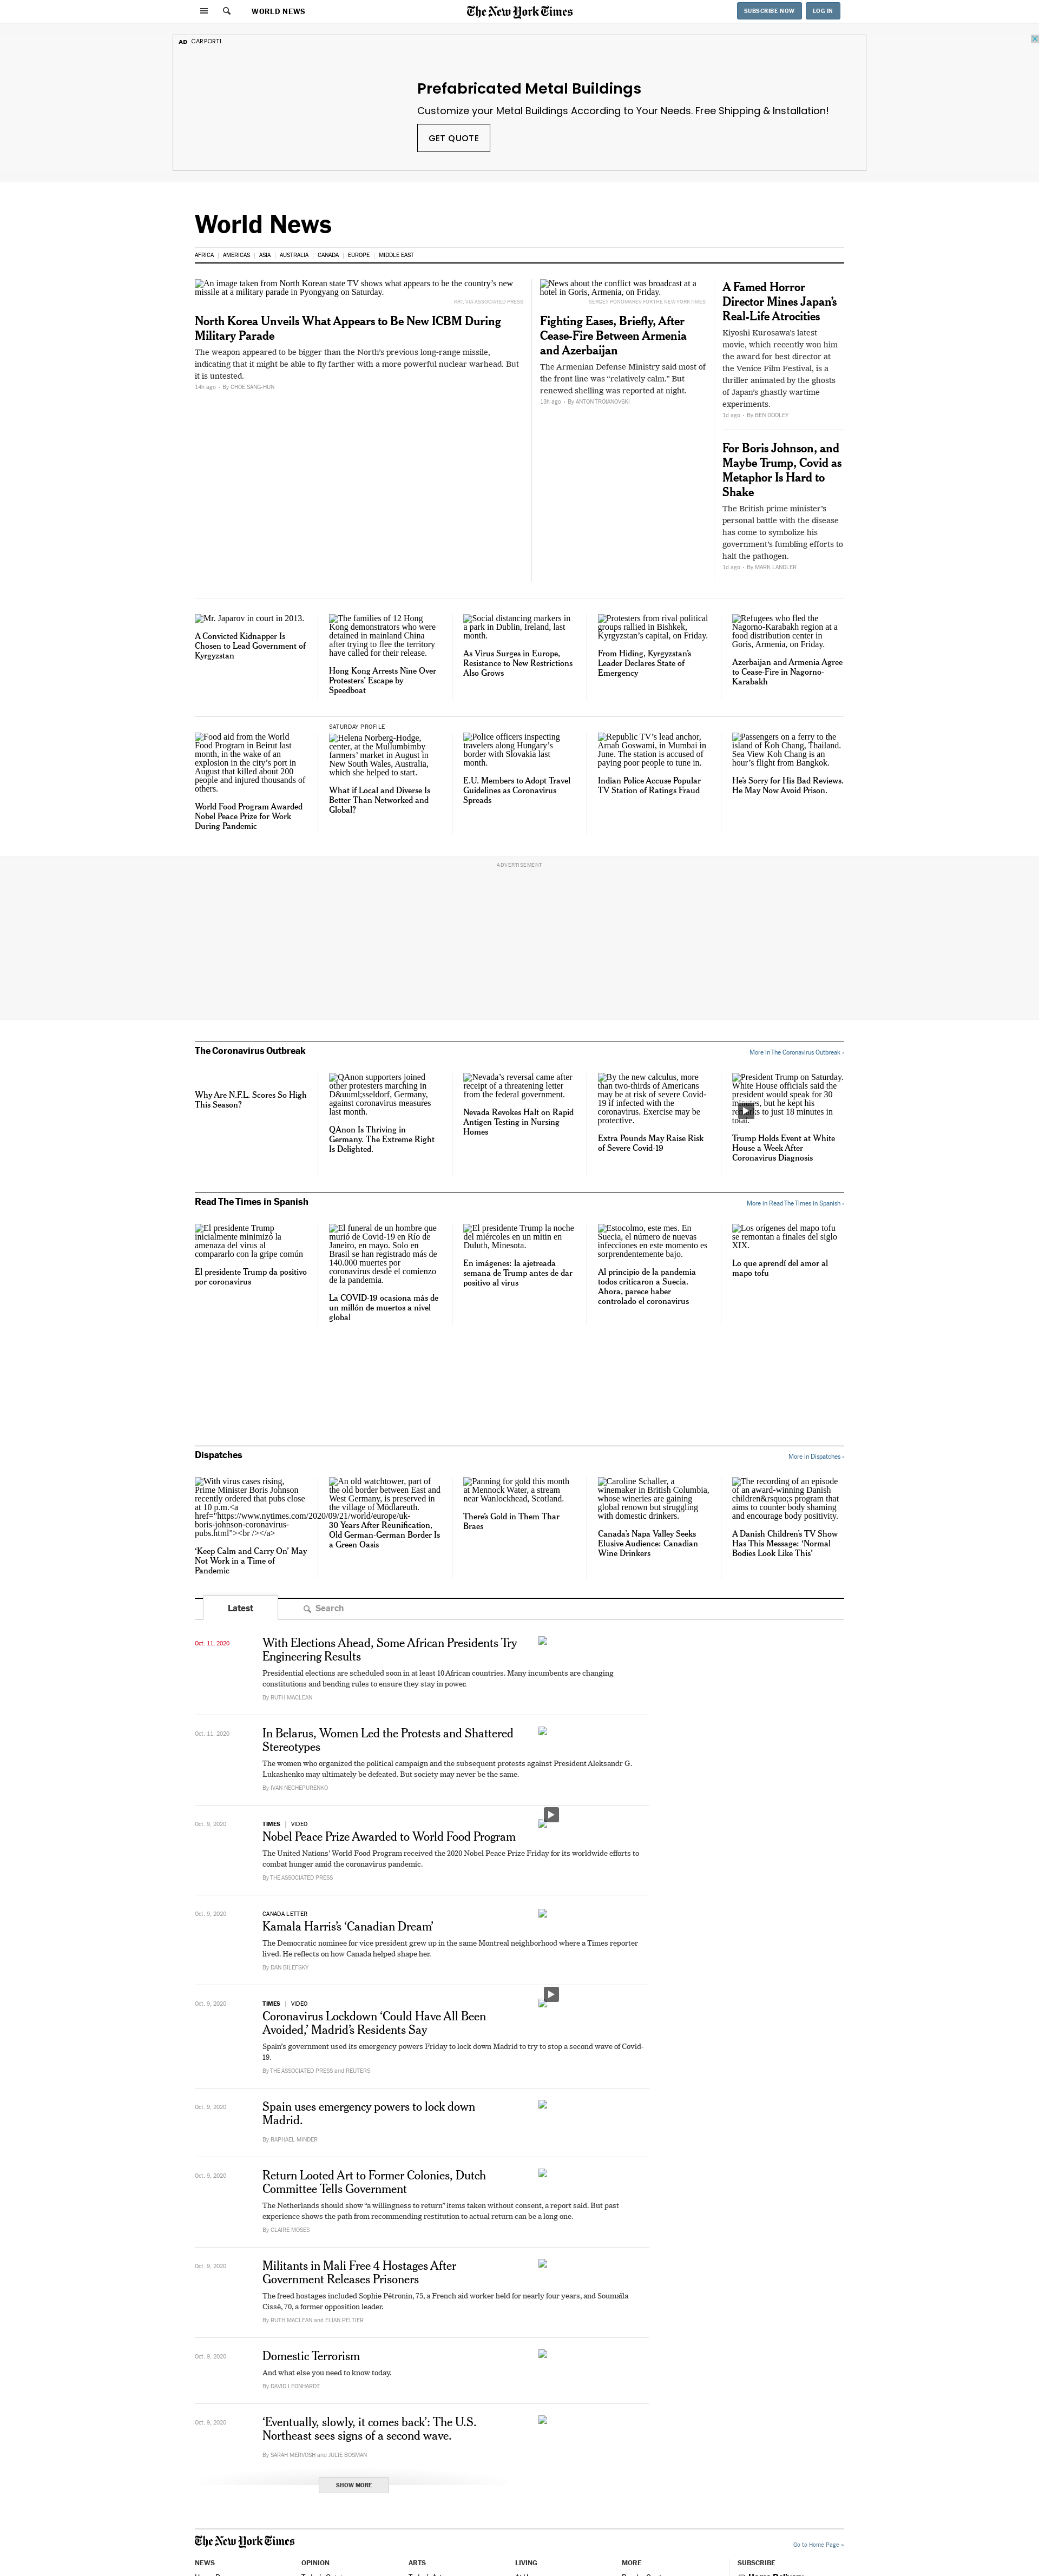 WORLD NEWS
The New York Times
SUBSCRIBE NOW
LOG IN
AD CARPORT1
Prefabricated Metal Buildings
Customize your Metal Buildings According to Your Needs. Free Shipping & Installation!
GET QUOTE
World News
AFRICA | AMERICAS | ASIA | AUSTRALIA | CANADA | EUROPE | MIDDLE EAST
An image taken from North Korean state TV shows what appears to be the country’s new
missile at a military parade in Pyongyang on Saturday.
KRT, VIA ASSOCIATED PRESS
North Korea Unveils What Appears to Be New ICBM During
Military Parade
The weapon appeared to be bigger than the North’s previous long-range missile,
indicating that it might be able to fly farther with a more powerful nuclear warhead. But
it is untested.
14h ago · By CHOE SANG-HUN
News about the conflict was broadcast at a
hotel in Goris, Armenia, on Friday.
SERGEY PONOMAREV FOR THE NEW YORK TIMES
Fighting Eases, Briefly, After
Cease-Fire Between Armenia
and Azerbaijan
The Armenian Defense Ministry said most of
the front line was “relatively calm.” But
renewed shelling was reported at night.
13h ago · By ANTON TROIANOVSKI
A Famed Horror
Director Mines Japan’s
Real-Life Atrocities
Kiyoshi Kurosawa’s latest
movie, which recently won him
the award for best director at
the Venice Film Festival, is a
thriller animated by the ghosts
of Japan’s ghastly wartime
experiments.
1d ago · By BEN DOOLEY
For Boris Johnson, and
Maybe Trump, Covid as
Metaphor Is Hard to
Shake
The British prime minister’s
personal battle with the disease
has come to symbolize his
government’s fumbling efforts to
halt the pathogen.
1d ago · By MARK LANDLER
Mr. Japarov in court in 2013.
A Convicted Kidnapper Is
Chosen to Lead Government of
Kyrgyzstan
The families of 12 Hong
Kong demonstrators who were
detained in mainland China
after trying to flee the territory
have called for their release.
Hong Kong Arrests Nine Over
Protesters’ Escape by
Speedboat
Social distancing markers in
a park in Dublin, Ireland, last
month.
As Virus Surges in Europe,
Resistance to New Restrictions
Also Grows
Protesters from rival political
groups rallied in Bishkek,
Kyrgyzstan’s capital, on Friday.
From Hiding, Kyrgyzstan’s
Leader Declares State of
Emergency
Refugees who fled the
Nagorno-Karabakh region at a
food distribution center in
Goris, Armenia, on Friday.
Azerbaijan and Armenia Agree
to Cease-Fire in Nagorno-
Karabakh
Food aid from the World
Food Program in Beirut last
month, in the wake of an
explosion in the city’s port in
August that killed about 200
people and injured thousands of
others.
World Food Program Awarded
Nobel Peace Prize for Work
During Pandemic
SATURDAY PROFILE
Helena Norberg-Hodge,
center, at the Mullumbimby
farmers’ market in August in
New South Wales, Australia,
which she helped to start.
What if Local and Diverse Is
Better Than Networked and
Global?
Police officers inspecting
travelers along Hungary’s
border with Slovakia last
month.
E.U. Members to Adopt Travel
Guidelines as Coronavirus
Spreads
Republic TV’s lead anchor,
Arnab Goswami, in Mumbai in
June. The station is accused of
paying poor people to tune in.
Indian Police Accuse Popular
TV Station of Ratings Fraud
Passengers on a ferry to the
island of Koh Chang, Thailand.
Sea View Koh Chang is an
hour’s flight from Bangkok.
He’s Sorry for His Bad Reviews.
He May Now Avoid Prison.
ADVERTISEMENT
The Coronavirus Outbreak
More in The Coronavirus Outbreak ›
Why Are N.F.L. Scores So High
This Season?
QAnon supporters joined
other protesters marching in
D&uuml;sseldorf, Germany,
against coronavirus measures
last month.
QAnon Is Thriving in
Germany. The Extreme Right
Is Delighted.
Nevada’s reversal came after
receipt of a threatening letter
from the federal government.
Nevada Revokes Halt on Rapid
Antigen Testing in Nursing
Homes
By the new calculus, more
than two-thirds of Americans
may be at risk of severe Covid-
19 if infected with the
coronavirus. Exercise may be
protective.
Extra Pounds May Raise Risk
of Severe Covid-19
President Trump on Saturday.
White House officials said the
president would speak for 30
minutes, but he kept his
remarks to just 18 minutes in
total.
Trump Holds Event at White
House a Week After
Coronavirus Diagnosis
Read The Times in Spanish
More in Read The Times in Spanish ›
El presidente Trump
inicialmente minimizó la
amenaza del virus al
compararlo con la gripe común
El presidente Trump da positivo
por coronavirus
El funeral de un hombre que
murió de Covid-19 en Río de
Janeiro, en mayo. Solo en
Brasil se han registrado más de
140.000 muertes por
coronavirus desde el comienzo
de la pandemia.
La COVID-19 ocasiona más de
un millón de muertos a nivel
global
El presidente Trump la noche
del miércoles en un mitin en
Duluth, Minesota.
En imágenes: la ajetreada
semana de Trump antes de dar
positivo al virus
Estocolmo, este mes. En
Suecia, el número de nuevas
infecciones en este momento es
sorprendentemente bajo.
Al principio de la pandemia
todos criticaron a Suecia.
Ahora, parece haber
controlado el coronavirus
Los orígenes del mapo tofu
se remontan a finales del siglo
XIX.
Lo que aprendí del amor al
mapo tofu
Dispatches
More in Dispatches ›
With virus cases rising,
Prime Minister Boris Johnson
recently ordered that pubs close
at 10 p.m.<a
href="https://www.nytimes.com/2020/09/21/world/europe/uk-
boris-johnson-coronavirus-
pubs.html"><br /></a>
‘Keep Calm and Carry On’ May
Not Work in a Time of
Pandemic
An old watchtower, part of
the old border between East and
West Germany, is preserved in
the village of Mödlareuth.
30 Years After Reunification,
Old German-German Border Is
a Green Oasis
Panning for gold this month
at Mennock Water, a stream
near Wanlockhead, Scotland.
There’s Gold in Them Thar
Braes
Caroline Schaller, a
winemaker in British Columbia,
whose wineries are gaining
global renown but struggling
with domestic drinkers.
Canada’s Napa Valley Seeks
Elusive Audience: Canadian
Wine Drinkers
The recording of an episode
of an award-winning Danish
children&rsquo;s program that
aims to counter body shaming
and encourage body positivity.
A Danish Children’s TV Show
Has This Message: ‘Normal
Bodies Look Like This’
Latest
Search
Oct. 11, 2020
With Elections Ahead, Some African Presidents Try
Engineering Results
Presidential elections are scheduled soon in at least 10 African countries. Many incumbents are changing
constitutions and bending rules to ensure they stay in power.
By RUTH MACLEAN
Oct. 11, 2020
In Belarus, Women Led the Protests and Shattered
Stereotypes
The women who organized the political campaign and the subsequent protests against President Aleksandr G.
Lukashenko may ultimately be defeated. But society may never be the same.
By IVAN NECHEPURENKO
Oct. 9, 2020
TIMES | VIDEO
Nobel Peace Prize Awarded to World Food Program
The United Nations’ World Food Program received the 2020 Nobel Peace Prize Friday for its worldwide efforts to
combat hunger amid the coronavirus pandemic.
By THE ASSOCIATED PRESS
Oct. 9, 2020
CANADA LETTER
Kamala Harris’s ‘Canadian Dream’
The Democratic nominee for vice president grew up in the same Montreal neighborhood where a Times reporter
lived. He reflects on how Canada helped shape her.
By DAN BILEFSKY
Oct. 9, 2020
TIMES | VIDEO
Coronavirus Lockdown ‘Could Have All Been
Avoided,’ Madrid’s Residents Say
Spain’s government used its emergency powers Friday to lock down Madrid to try to stop a second wave of Covid-
19.
By THE ASSOCIATED PRESS and REUTERS
Oct. 9, 2020
Spain uses emergency powers to lock down
Madrid.
By RAPHAEL MINDER
Oct. 9, 2020
Return Looted Art to Former Colonies, Dutch
Committee Tells Government
The Netherlands should show “a willingness to return” items taken without consent, a report said. But past
experience shows the path from recommending restitution to actual return can be a long one.
By CLAIRE MOSES
Oct. 9, 2020
Militants in Mali Free 4 Hostages After
Government Releases Prisoners
The freed hostages included Sophie Pétronin, 75, a French aid worker held for nearly four years, and Soumaïla
Cissé, 70, a former opposition leader.
By RUTH MACLEAN and ELIAN PELTIER
Oct. 9, 2020
Domestic Terrorism
And what else you need to know today.
By DAVID LEONHARDT
Oct. 9, 2020
‘Eventually, slowly, it comes back’: The U.S.
Northeast sees signs of a second wave.
By SARAH MERVOSH and JULIE BOSMAN
SHOW MORE
The New York Times
Go to Home Page »
NEWS
OPINION
ARTS
LIVING
MORE
SUBSCRIBE